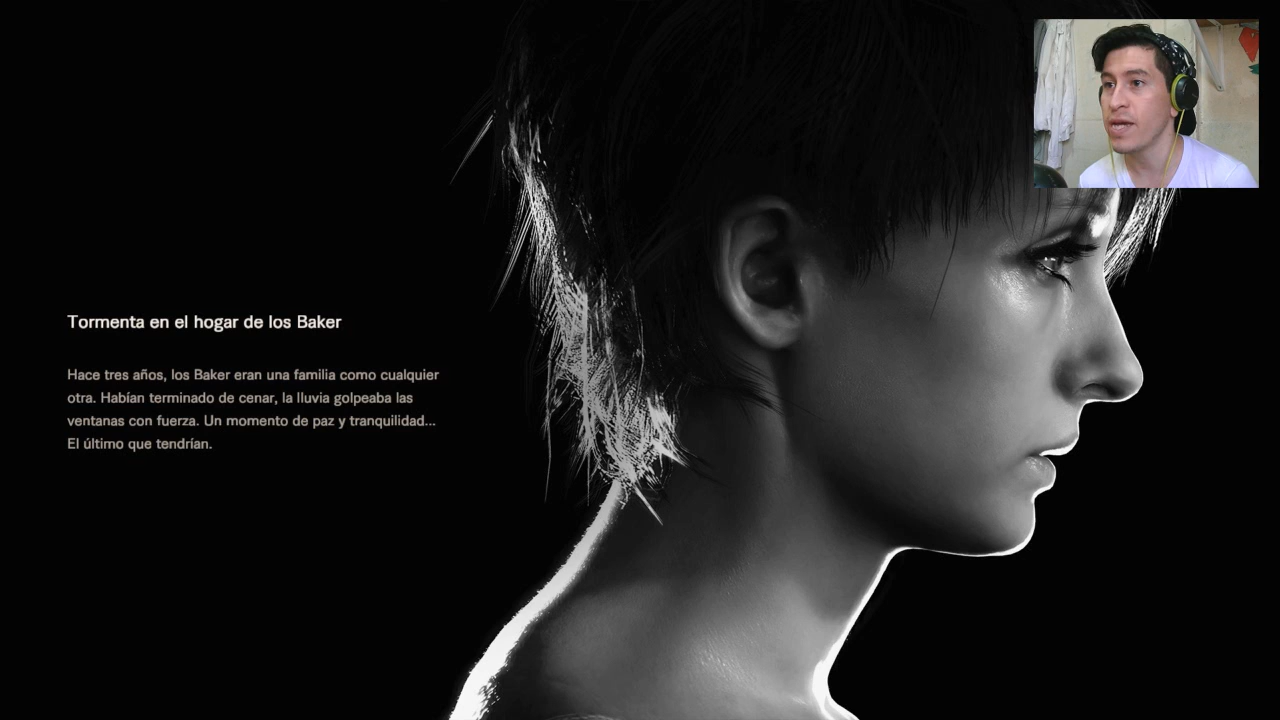 Tormenta en el hogar de los Baker
Hace tres años, los Baker eran una familia como cualquier
otra. Habían terminado de cenar, la lluvia golpeaba las
ventanas con fuerza. Un momento de paz y tranquilidad...
El último que tendrían.